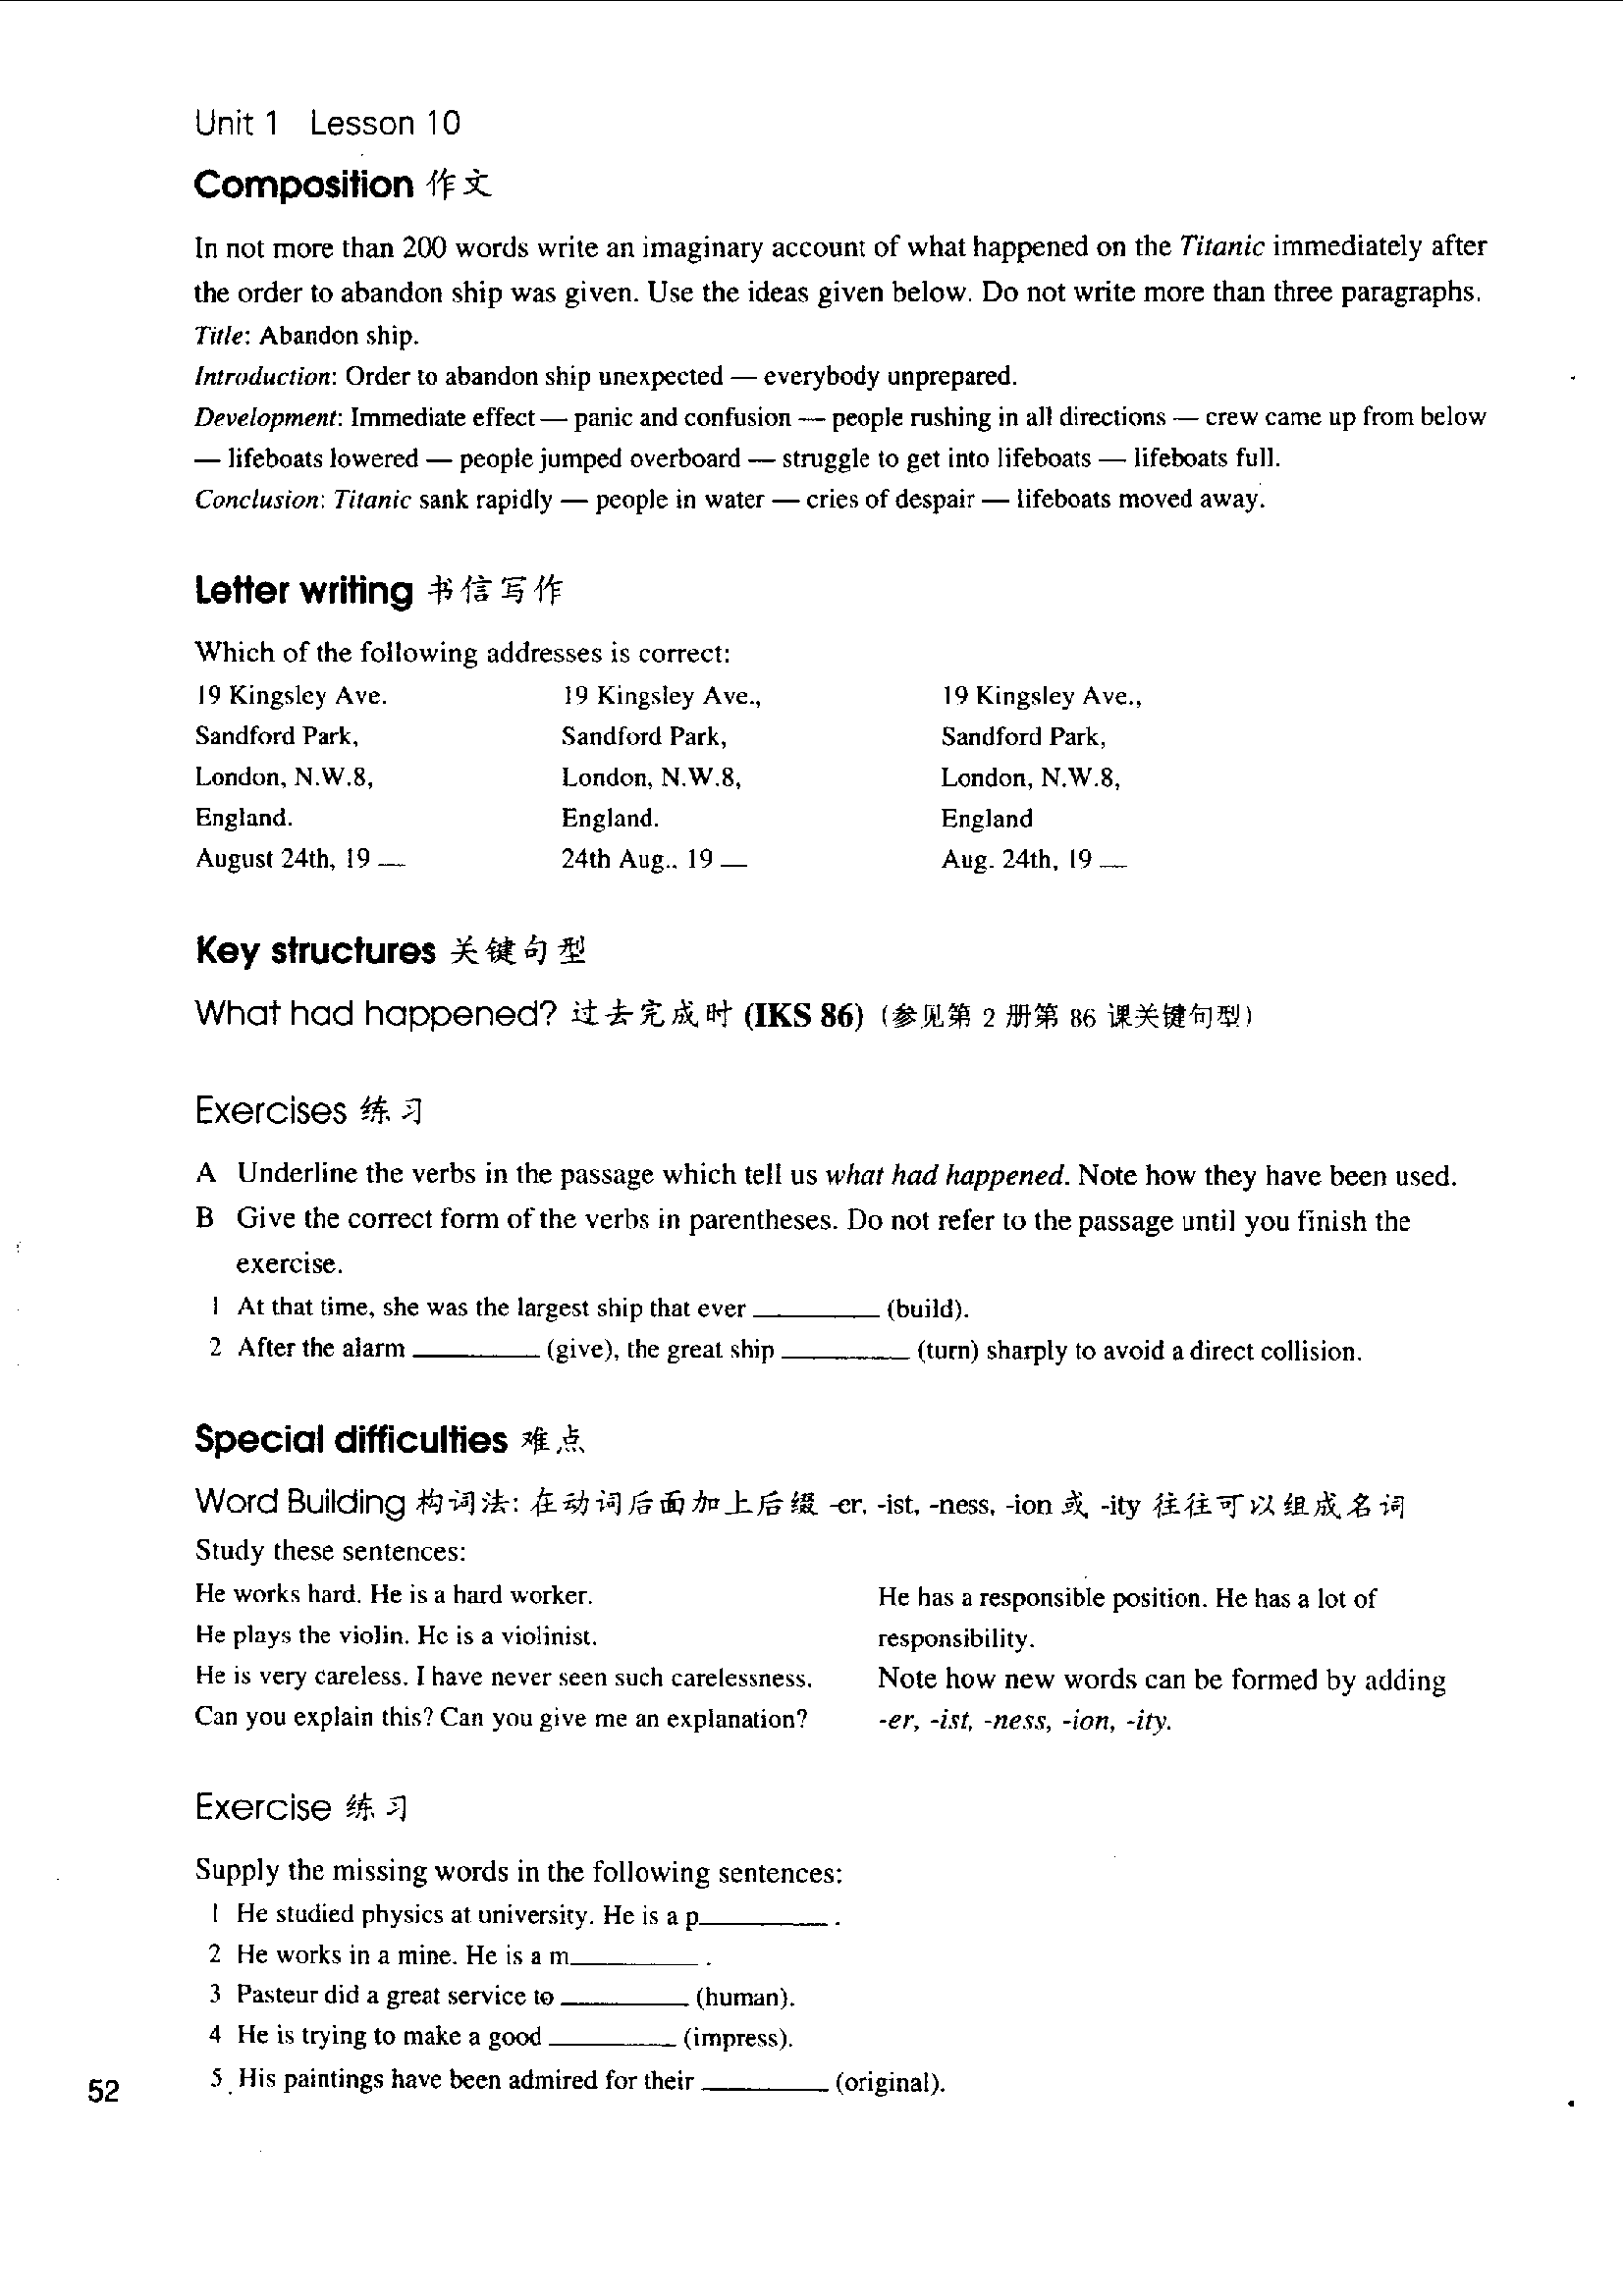 Unit 1 Lesson 10
Composition 作文
In not more than 200 words write an imaginary account of what happened on the Titanic immediately after
the order to abandon ship was given. Use the ideas given below. Do not write more than three paragraphs.
Title: Abandon ship.
Introduction: Order to abandon ship unexpected — everybody unprepared.
Development: Immediate effect — panic and confusion — people rushing in all directions — crew came up from below
— lifeboats lowered — people jumped overboard — struggle to get into lifeboats — lifeboats full.
Conclusion: Titanic sank rapidly — people in water — cries of despair — lifeboats moved away.
Letter writing 书信写作
Which of the following addresses is correct:
19 Kingsley Ave. 19 Kingsley Ave., 19 Kingsley Ave.,
Sandford Park, Sandford Park, Sandford Park,
London, N.W.8, London, N.W.8, London, N.W.8,
England. England. England
August 24th, 19 — 24th Aug., 19 — Aug. 24th, 19 —
Key structures 关键句型
What had happened? 过去完成时 (IKS 86) (参见第 2 册第 86 课关键句型)
Exercises 练习
A Underline the verbs in the passage which tell us what had happened. Note how they have been used.
B Give the correct form of the verbs in parentheses. Do not refer to the passage until you finish the
exercise.
1 At that time, she was the largest ship that ever ________ (build).
2 After the alarm ________ (give), the great ship ________ (turn) sharply to avoid a direct collision.
Special difficulties 难点
Word Building 构词法: 在动词后面加上后缀 -er, -ist, -ness, -ion 或 -ity 往往可以组成名词
Study these sentences:
He works hard. He is a hard worker.
He plays the violin. He is a violinist.
He is very careless. I have never seen such carelessness.
Can you explain this? Can you give me an explanation?
He has a responsible position. He has a lot of
responsibility.
Note how new words can be formed by adding
-er, -ist, -ness, -ion, -ity.
Exercise 练习
Supply the missing words in the following sentences:
1 He studied physics at university. He is a p________ .
2 He works in a mine. He is a m________ .
3 Pasteur did a great service to ________ (human).
4 He is trying to make a good ________ (impress).
5 His paintings have been admired for their ________ (original).
52